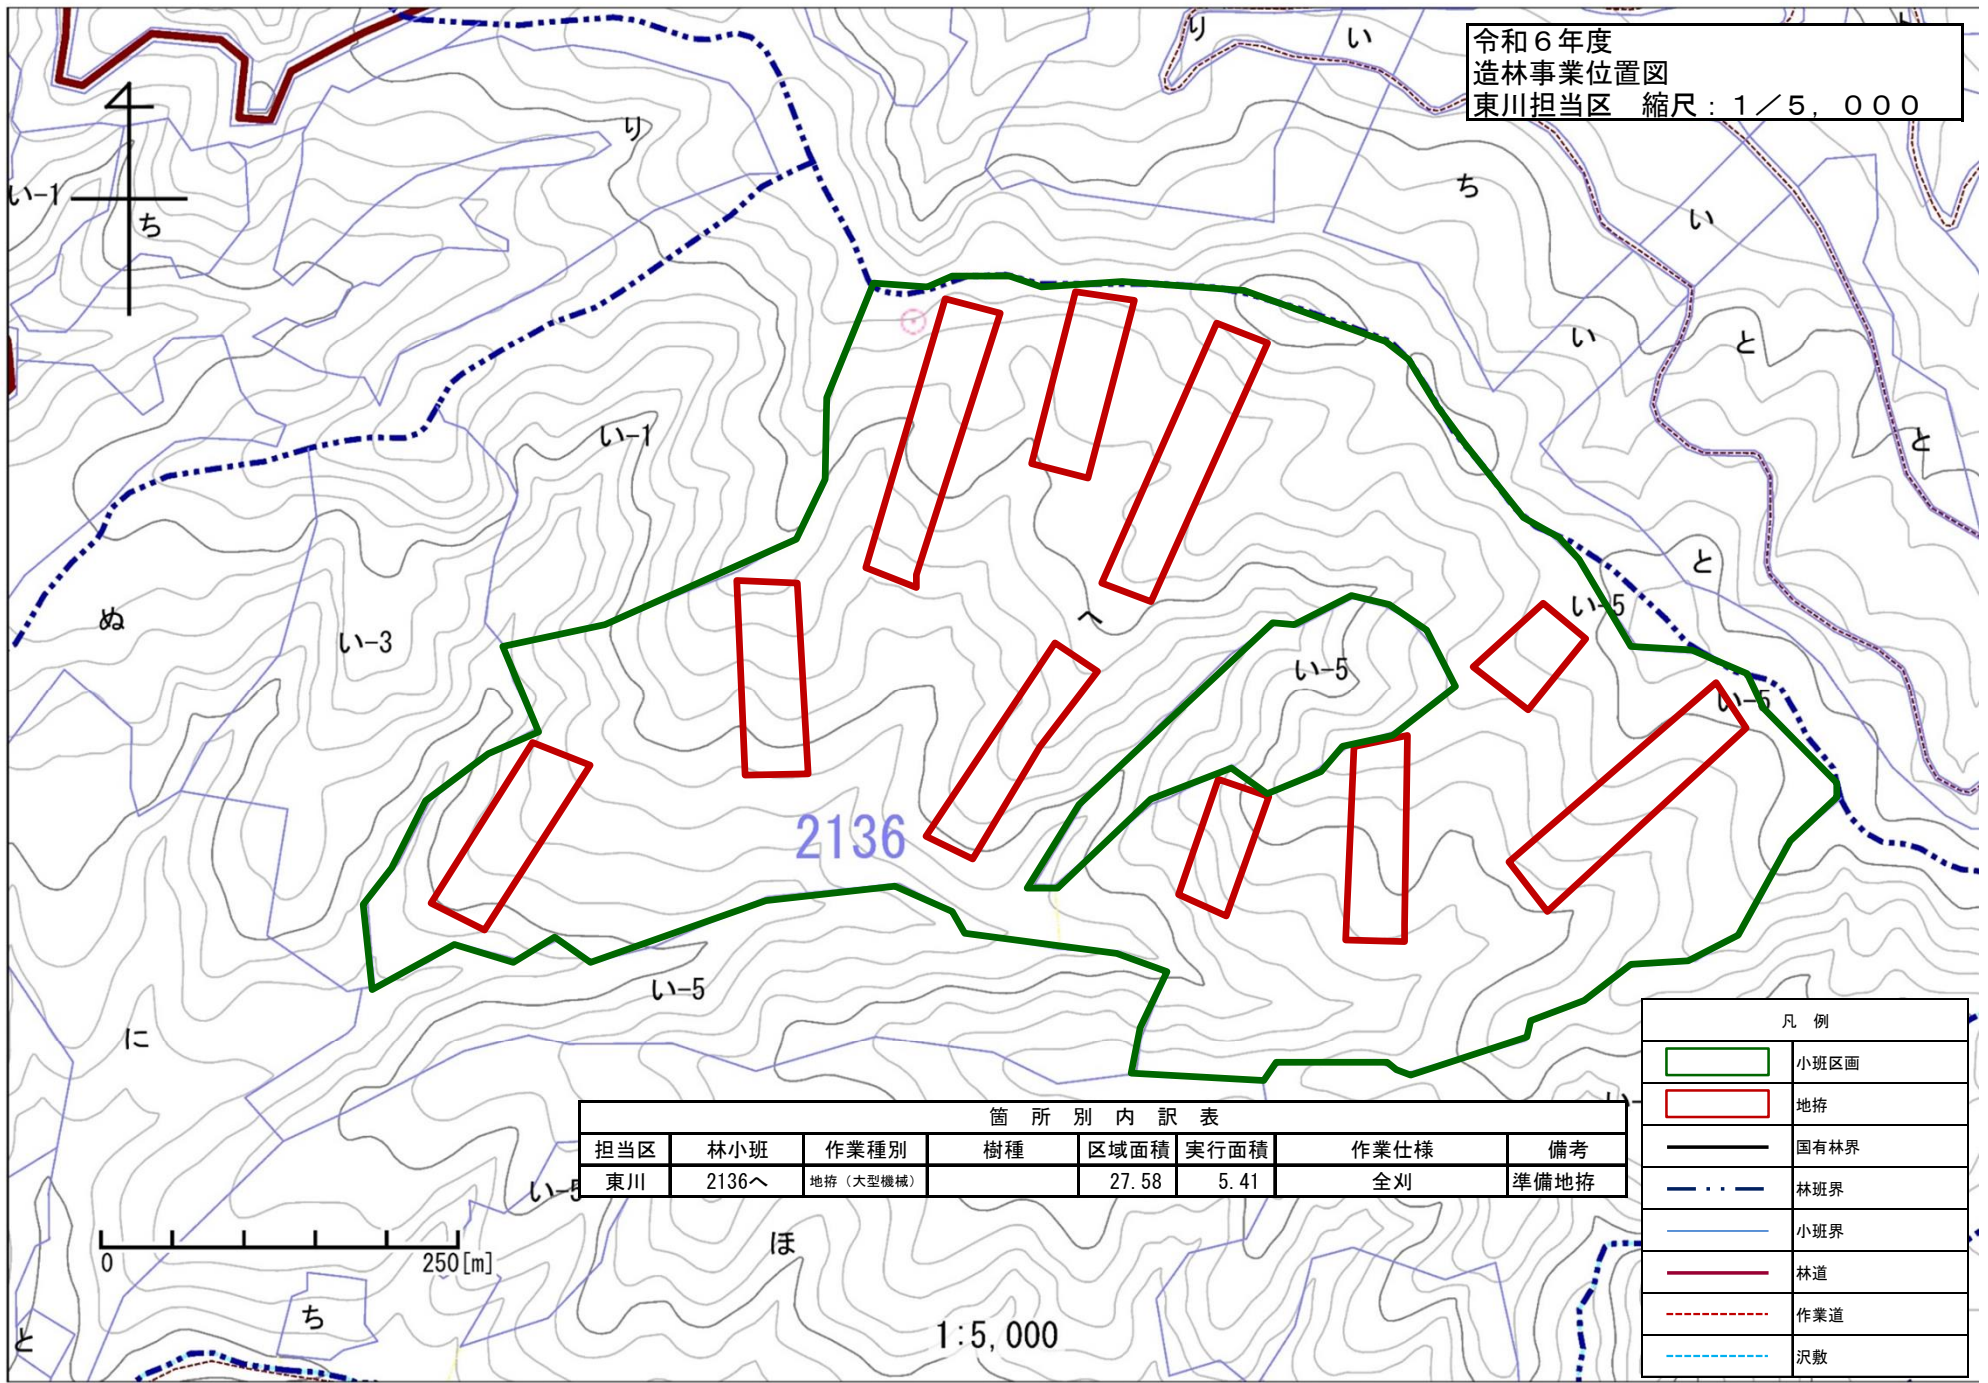 令和６年度
造林事業位置図
東川担当区　縮尺：１／５，０００
り
い
り
ち
い
い-1
ち
い
と
と
い-1
と
い-5
ぬ
い-3
へ
い-5
い-5
2136
い-5
に
凡　例
小班区画
地拵
国有林界
林班界
小班界
林道
作業道
沢敷
箇所別内訳表
担当区　林小班　作業種別　樹種　区域面積　実行面積　作業仕様　備考
東川　2136へ　地拵（大型機械）　27.58　5.41　全刈　準備地拵
い-5
ほ
0　250[m]
ち
と
1:5,000